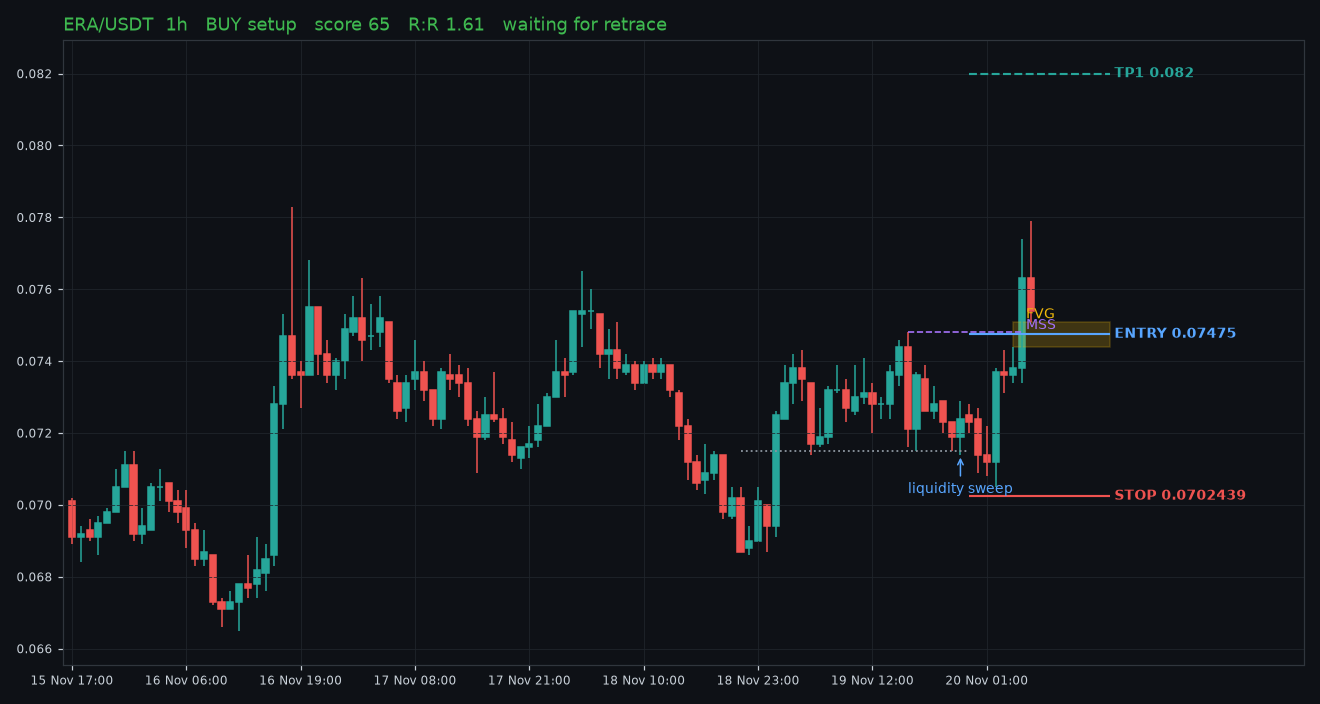 ERA/USDT 1h BUY setup score 65 R:R 1.61 waiting for retrace
0.082
0.080
0.078
0.076
0.074
0.072
0.070
0.068
0.066
TP1 0.082
FVG
MSS
ENTRY 0.07475
liquidity sweep
STOP 0.0702439
15 Nov 17:00
16 Nov 06:00
16 Nov 19:00
17 Nov 08:00
17 Nov 21:00
18 Nov 10:00
18 Nov 23:00
19 Nov 12:00
20 Nov 01:00